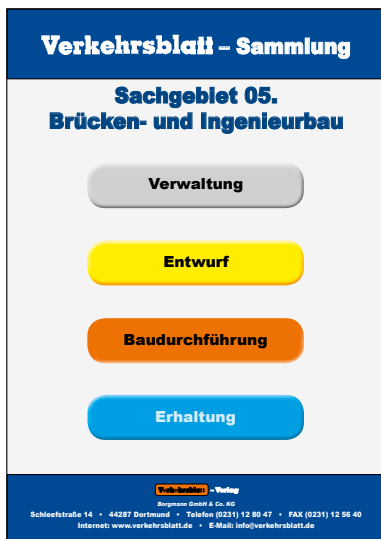 Verkehrsblatt – Sammlung
Sachgebiet 05.
Brücken- und Ingenieurbau
Verwaltung
Entwurf
Baudurchführung
Erhaltung
Verkehrsblatt – Verlag
Borgmann GmbH & Co. KG
Schleefstraße 14 • 44287 Dortmund • Telefon (0231) 12 80 47 • FAX (0231) 12 56 40
Internet: www.verkehrsblatt.de • E-Mail: info@verkehrsblatt.de